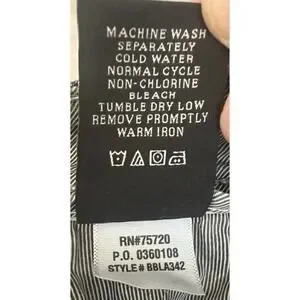 MACHINE WASH
SEPARATELY
COLD WATER
NORMAL CYCLE
NON-CHLORINE
BLEACH
TUMBLE DRY LOW
REMOVE PROMPTLY
WARM IRON
RN#75720
P.O. 0360108
STYLE# BBLA342